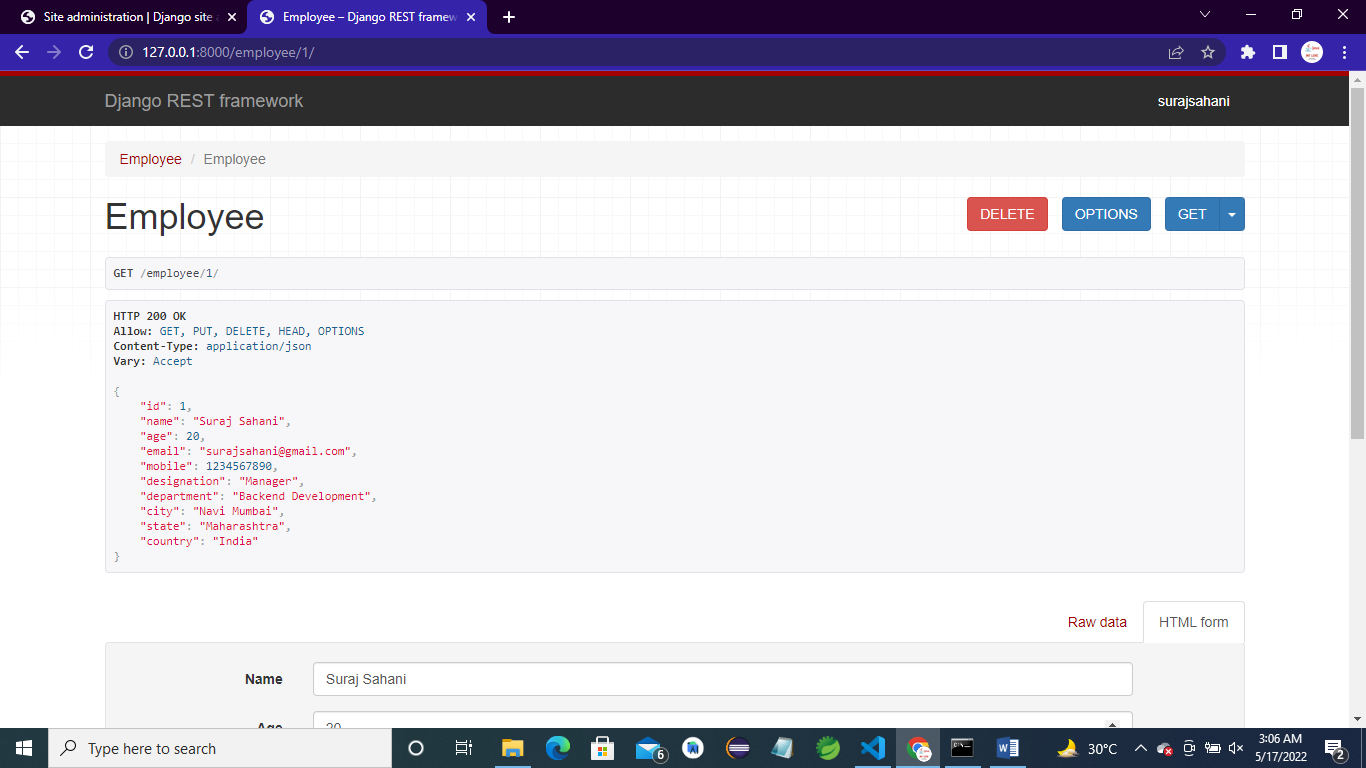 Site administration | Django site a
Employee – Django REST framew
127.0.0.1:8000/employee/1/
Django REST framework
surajsahani
Employee / Employee
Employee
DELETE
OPTIONS
GET
GET /employee/1/
HTTP 200 OK
Allow: GET, PUT, DELETE, HEAD, OPTIONS
Content-Type: application/json
Vary: Accept
{
"id": 1,
"name": "Suraj Sahani",
"age": 20,
"email": "surajsahani@gmail.com",
"mobile": 1234567890,
"designation": "Manager",
"department": "Backend Development",
"city": "Navi Mumbai",
"state": "Maharashtra",
"country": "India"
}
Raw data
HTML form
Name
Suraj Sahani
Age
20
Type here to search
6
30°C
3:06 AM
5/17/2022
2